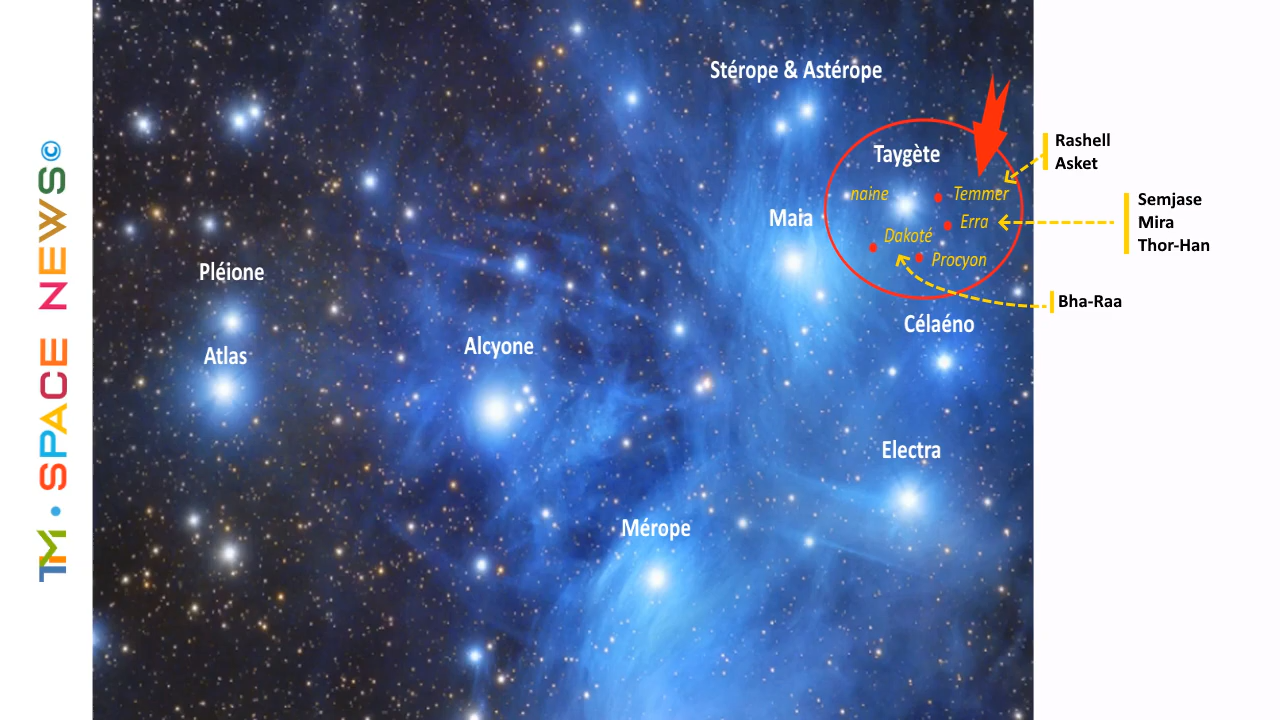 TM • SPACE NEWS©
Stérope & Astérope
Taygète
naine
Temmer
Erra
Dakoté
Procyon
Rashell
Asket
Semjase
Mira
Thor-Han
Bha-Raa
Maia
Pléione
Atlas
Alcyone
Célaéno
Electra
Mérope